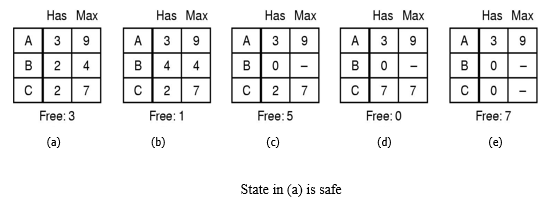 Has Max Has Max Has Max Has Max Has Max
A 3 9 A 3 9 A 3 9 A 3 9 A 3 9
B 2 4 B 4 4 B 0 – B 0 – B 0 –
C 2 7 C 2 7 C 2 7 C 7 7 C 0 –
Free: 3 Free: 1 Free: 5 Free: 0 Free: 7
(a) (b) (c) (d) (e)
State in (a) is safe